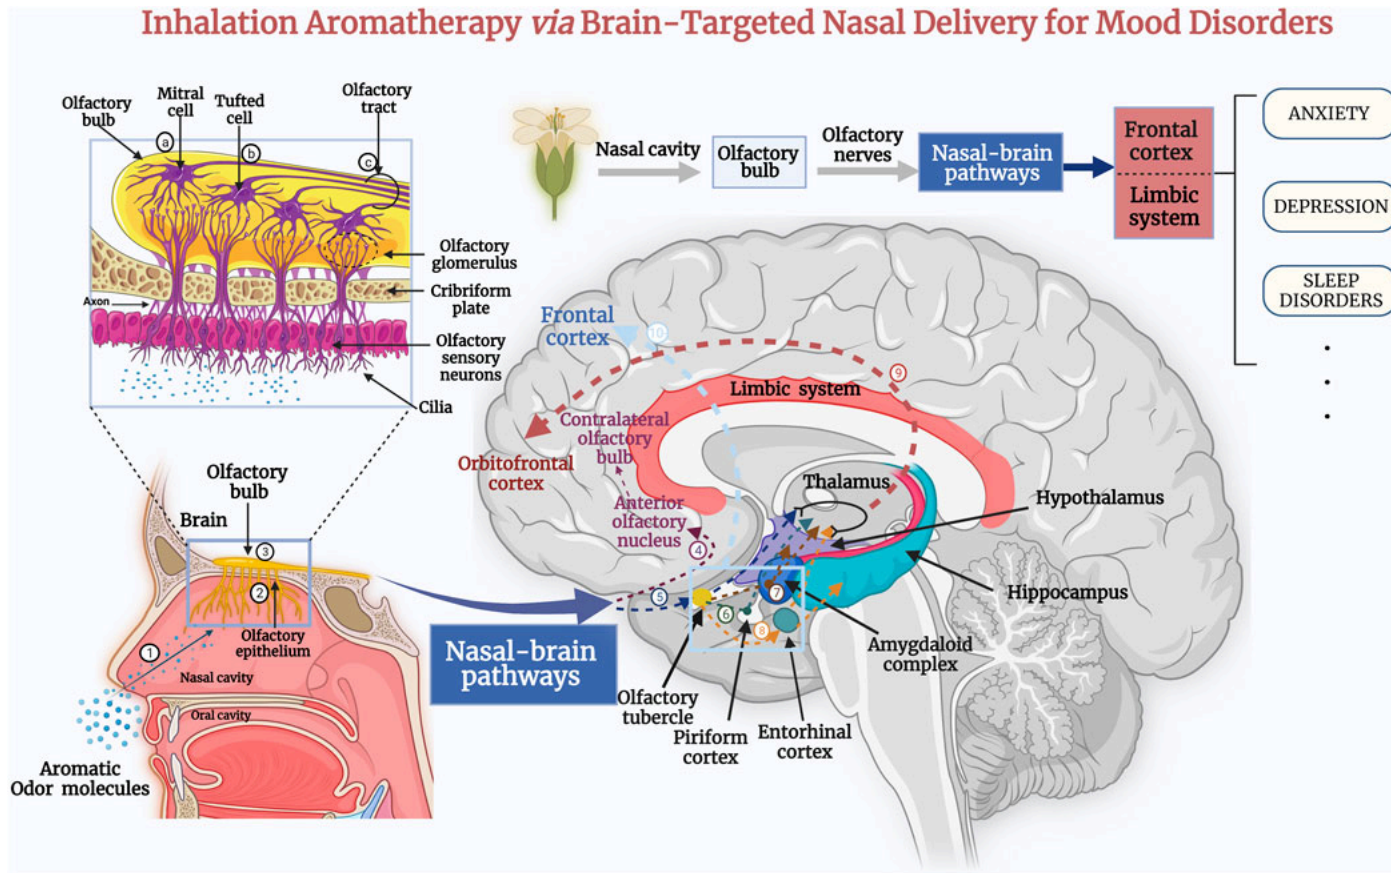 Inhalation Aromatherapy via Brain-Targeted Nasal Delivery for Mood Disorders
Olfactory
bulb
Mitral
cell
Tufted
cell
Olfactory
tract
a
b
c
Olfactory
glomerulus
Cribriform
plate
Axon
Olfactory
sensory
neurons
Cilia
Nasal cavity
Olfactory
bulb
Olfactory
nerves
Nasal-brain
pathways
Frontal
cortex
Limbic
system
ANXIETY
DEPRESSION
SLEEP
DISORDERS
Olfactory
bulb
Brain
3
2
1
Olfactory
epithelium
Nasal cavity
Oral cavity
Aromatic
Odor molecules
Nasal-brain
pathways
Frontal
cortex
10
9
Limbic system
Contralateral
olfactory
bulb
Orbitofrontal
cortex
Anterior
olfactory
nucleus
Thalamus
Hypothalamus
4
5
6
7
8
Hippocampus
Amygdaloid
complex
Olfactory
tubercle
Piriform
cortex
Entorhinal
cortex